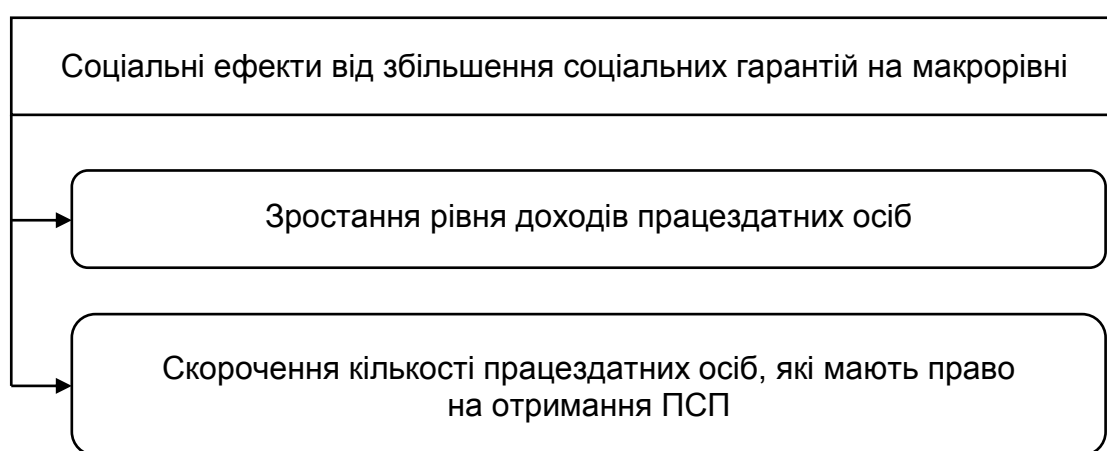 Соціальні ефекти від збільшення соціальних гарантій на макрорівні
Зростання рівня доходів працездатних осіб
Скорочення кількості працездатних осіб, які мають право
на отримання ПСП